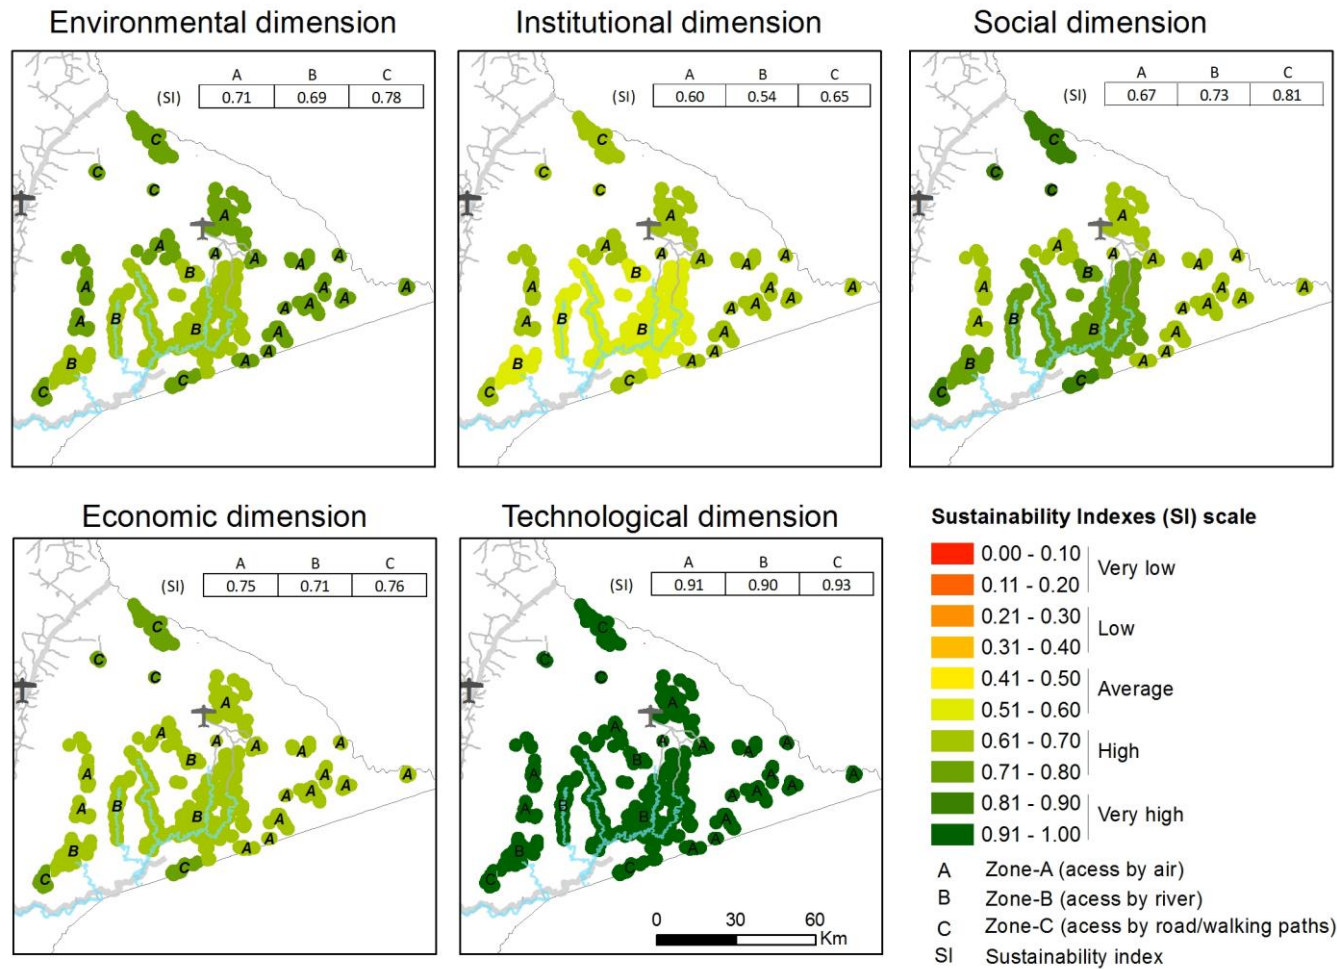 Environmental dimension
A B C
(SI) 0.71 0.69 0.78
C
C
C
A
A
A
A
A
A
B
A
A
A
A
A
A
B
B
A
A
A
B
C
C
Institutional dimension
A B C
(SI) 0.60 0.54 0.65
C
C
C
A
A
A
A
A
A
B
A
A
A
A
A
A
B
B
A
A
A
B
C
C
Social dimension
A B C
(SI) 0.67 0.73 0.81
C
C
C
A
A
A
A
A
A
B
A
A
A
A
A
A
B
B
A
A
A
B
C
C
Economic dimension
A B C
(SI) 0.75 0.71 0.76
C
C
C
A
A
A
A
A
A
B
A
A
A
A
A
A
B
B
A
A
A
B
C
C
Technological dimension
A B C
(SI) 0.91 0.90 0.93
C
C
C
A
A
A
A
A
A
B
A
A
A
A
A
A
B
B
A
A
A
B
C
C
0 30 60
Km
Sustainability Indexes (SI) scale
0.00 - 0.10
Very low
0.11 - 0.20
0.21 - 0.30
Low
0.31 - 0.40
0.41 - 0.50
Average
0.51 - 0.60
0.61 - 0.70
High
0.71 - 0.80
0.81 - 0.90
Very high
0.91 - 1.00
A Zone-A (acess by air)
B Zone-B (acess by river)
C Zone-C (acess by road/walking paths)
SI Sustainability index